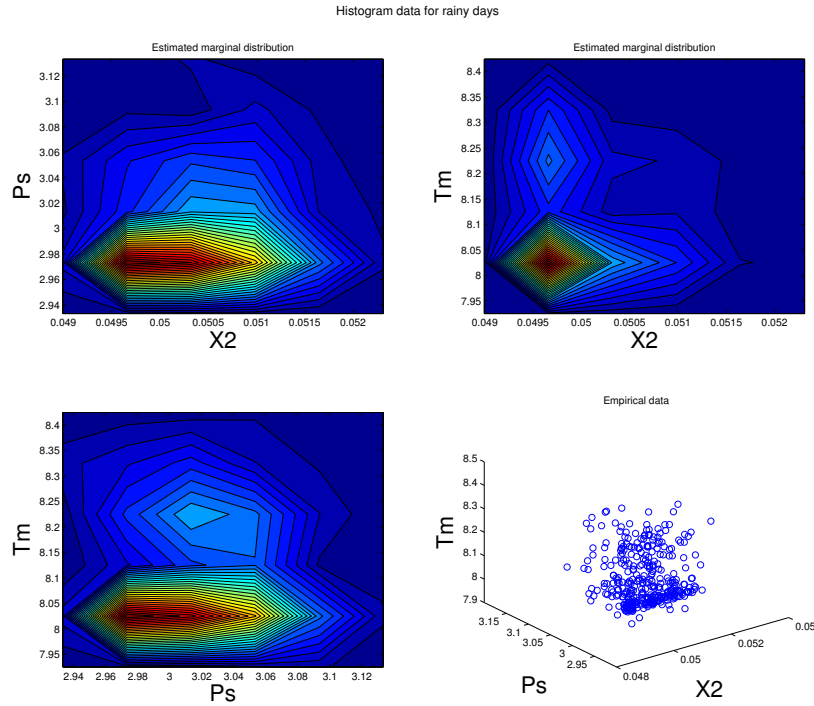 Histogram data for rainy days
Estimated marginal distribution
3.12
3.1
3.08
3.06
3.04
3.02
3
2.98
2.96
2.94
Ps
0.049 0.0495 0.05 0.0505 0.051 0.0515 0.052
X2
Estimated marginal distribution
8.4
8.35
8.3
8.25
8.2
8.15
8.1
8.05
8
7.95
Tm
0.049 0.0495 0.05 0.0505 0.051 0.0515 0.052
X2
8.4
8.35
8.3
8.25
8.2
8.15
8.1
8.05
8
7.95
Tm
2.94 2.96 2.98 3 3.02 3.04 3.06 3.08 3.1 3.12
Ps
Empirical data
8.5
8.4
8.3
8.2
8.1
8
7.9
Tm
3.15
3.1
3.05
3
2.95
Ps
0.048
0.05
0.052
X2